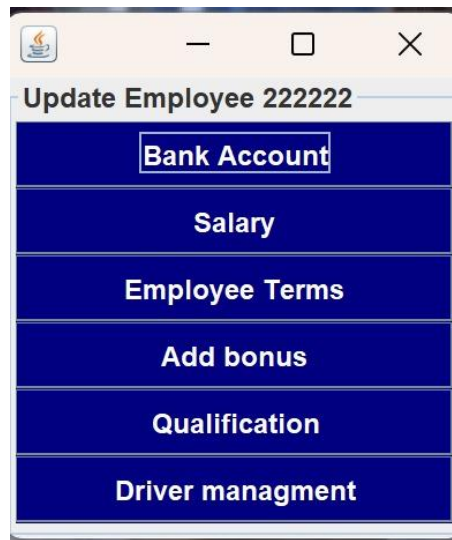 Update Employee 222222
Bank Account
Salary
Employee Terms
Add bonus
Qualification
Driver managment